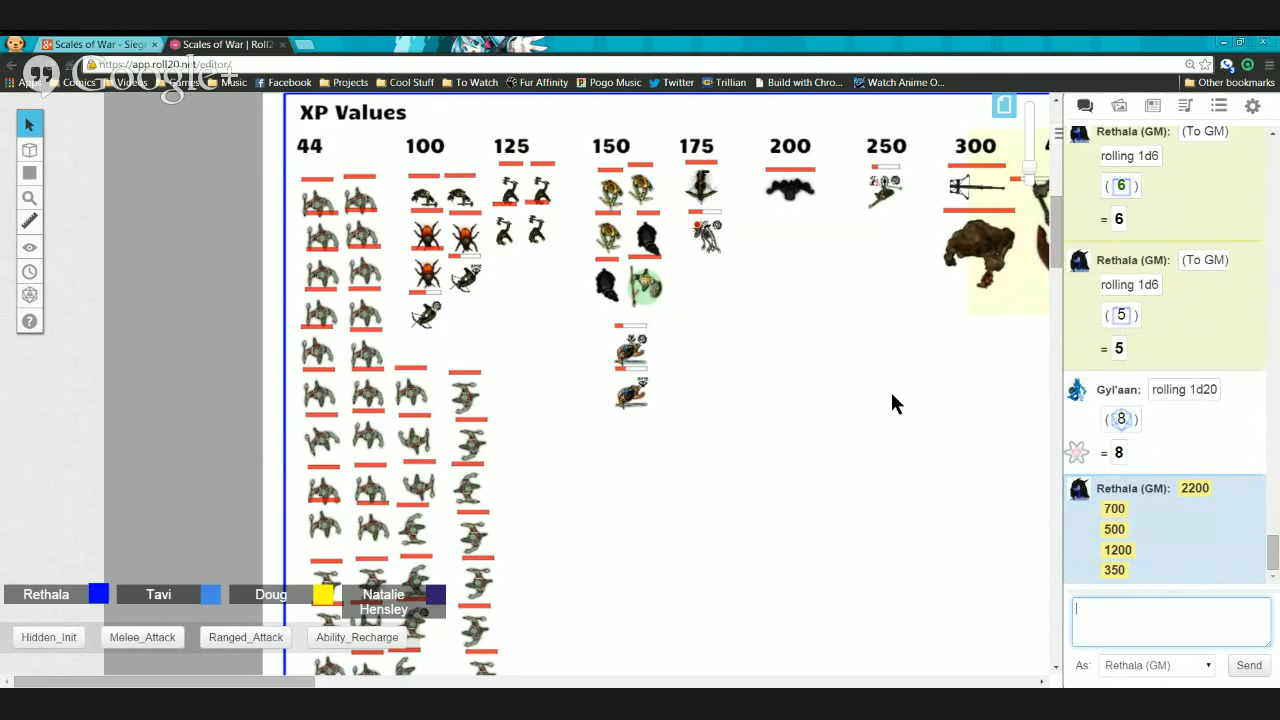 Scales of War - Sieg
Scales of War | Roll2
https://app.roll20.net/editor/
Google+
Apps
Comics
Videos
Games
Music
Facebook
Projects
Cool Stuff
To Watch
Fur Affinity
Pogo Music
Twitter
Trillian
Build with Chro...
Watch Anime O...
Other bookmarks
XP Values
44 100 125 150 175 200 250 300
Rethala (GM): (To GM)
rolling 1d6
( 6 )
= 6
Rethala (GM): (To GM)
rolling 1d6
( 5 )
= 5
Gyl'aan: rolling 1d20
( 8 )
= 8
Rethala (GM): 2200
700
500
1200
350
Rethala
Tavi
Doug
Natalie
Hensley
Hidden_Init
Melee_Attack
Ranged_Attack
Ability_Recharge
As: Rethala (GM)
Send